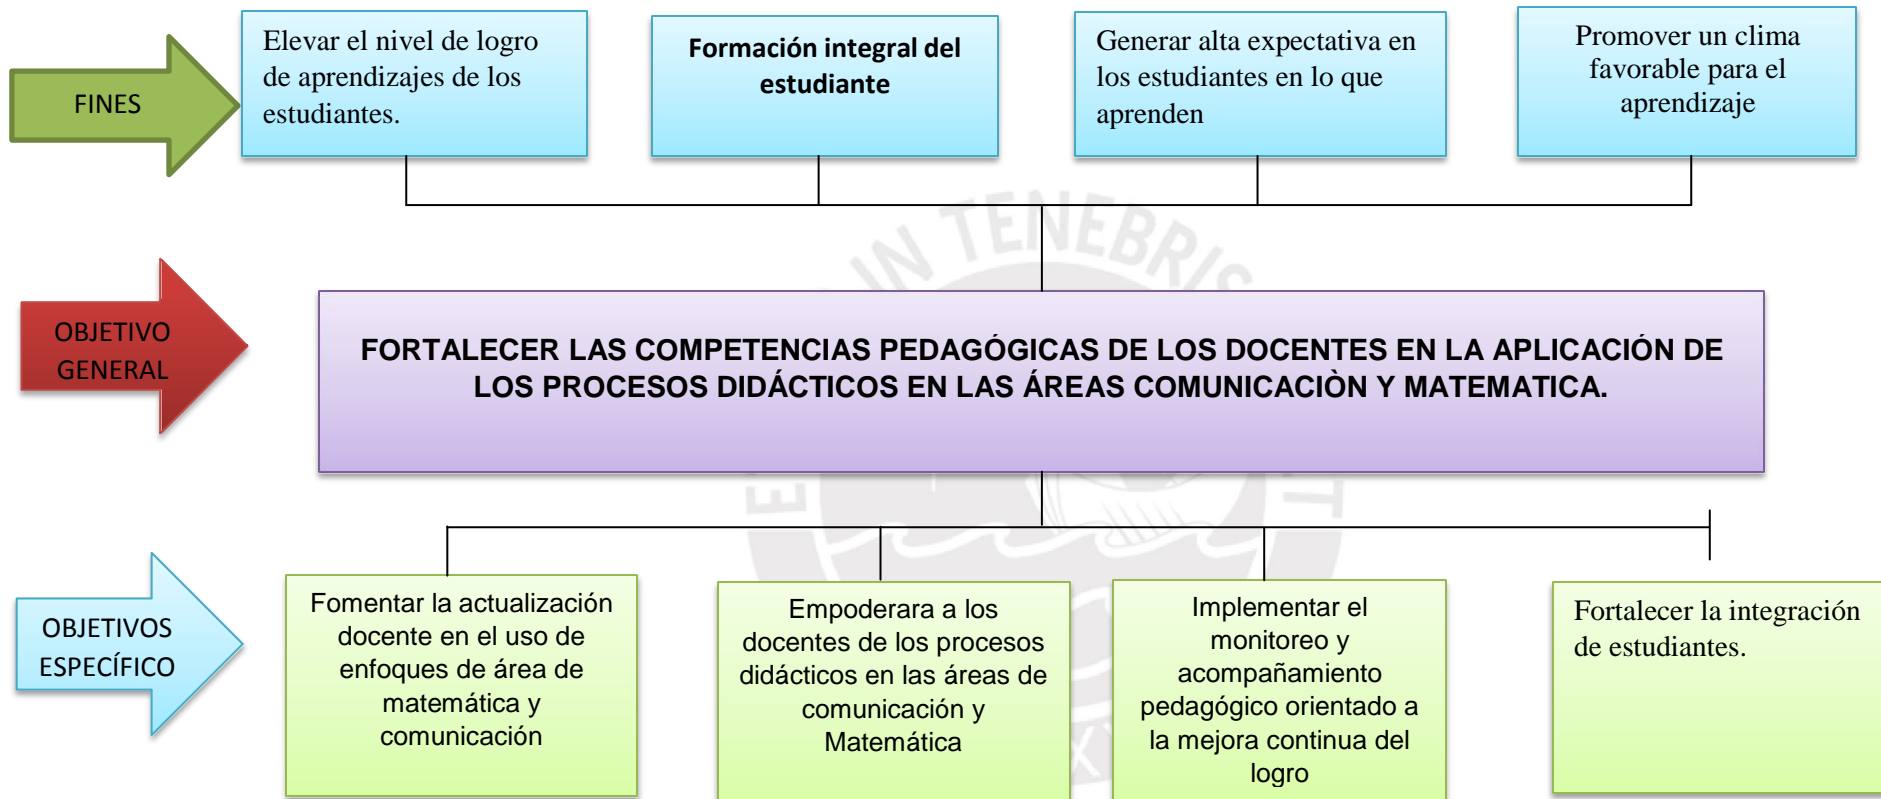 FINES
Elevar el nivel de logro
de aprendizajes de los
estudiantes.
Formación integral del
estudiante
Generar alta expectativa en
los estudiantes en lo que
aprenden
Promover un clima
favorable para el
aprendizaje
IN TENEBRIS
OBJETIVO
GENERAL
FORTALECER LAS COMPETENCIAS PEDAGÓGICAS DE LOS DOCENTES EN LA APLICACIÓN DE
LOS PROCESOS DIDÁCTICOS EN LAS ÁREAS COMUNICACIÒN Y MATEMATICA.
OBJETIVOS
ESPECÍFICO
Fomentar la actualización
docente en el uso de
enfoques de área de
matemática y
comunicación
Empoderara a los
docentes de los procesos
didácticos en las áreas de
comunicación y
Matemática
Implementar el
monitoreo y
acompañamiento
pedagógico orientado a
la mejora continua del
logro
Fortalecer la integración
de estudiantes.